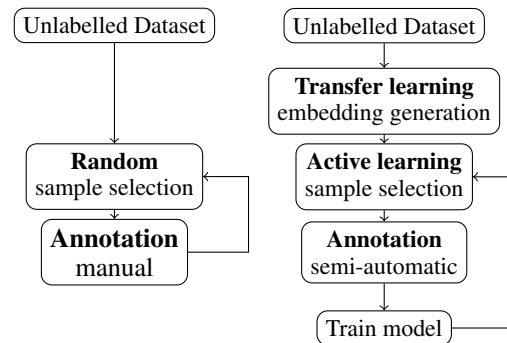 Unlabelled Dataset
Random
sample selection
Annotation
manual
Unlabelled Dataset
Transfer learning
embedding generation
Active learning
sample selection
Annotation
semi-automatic
Train model